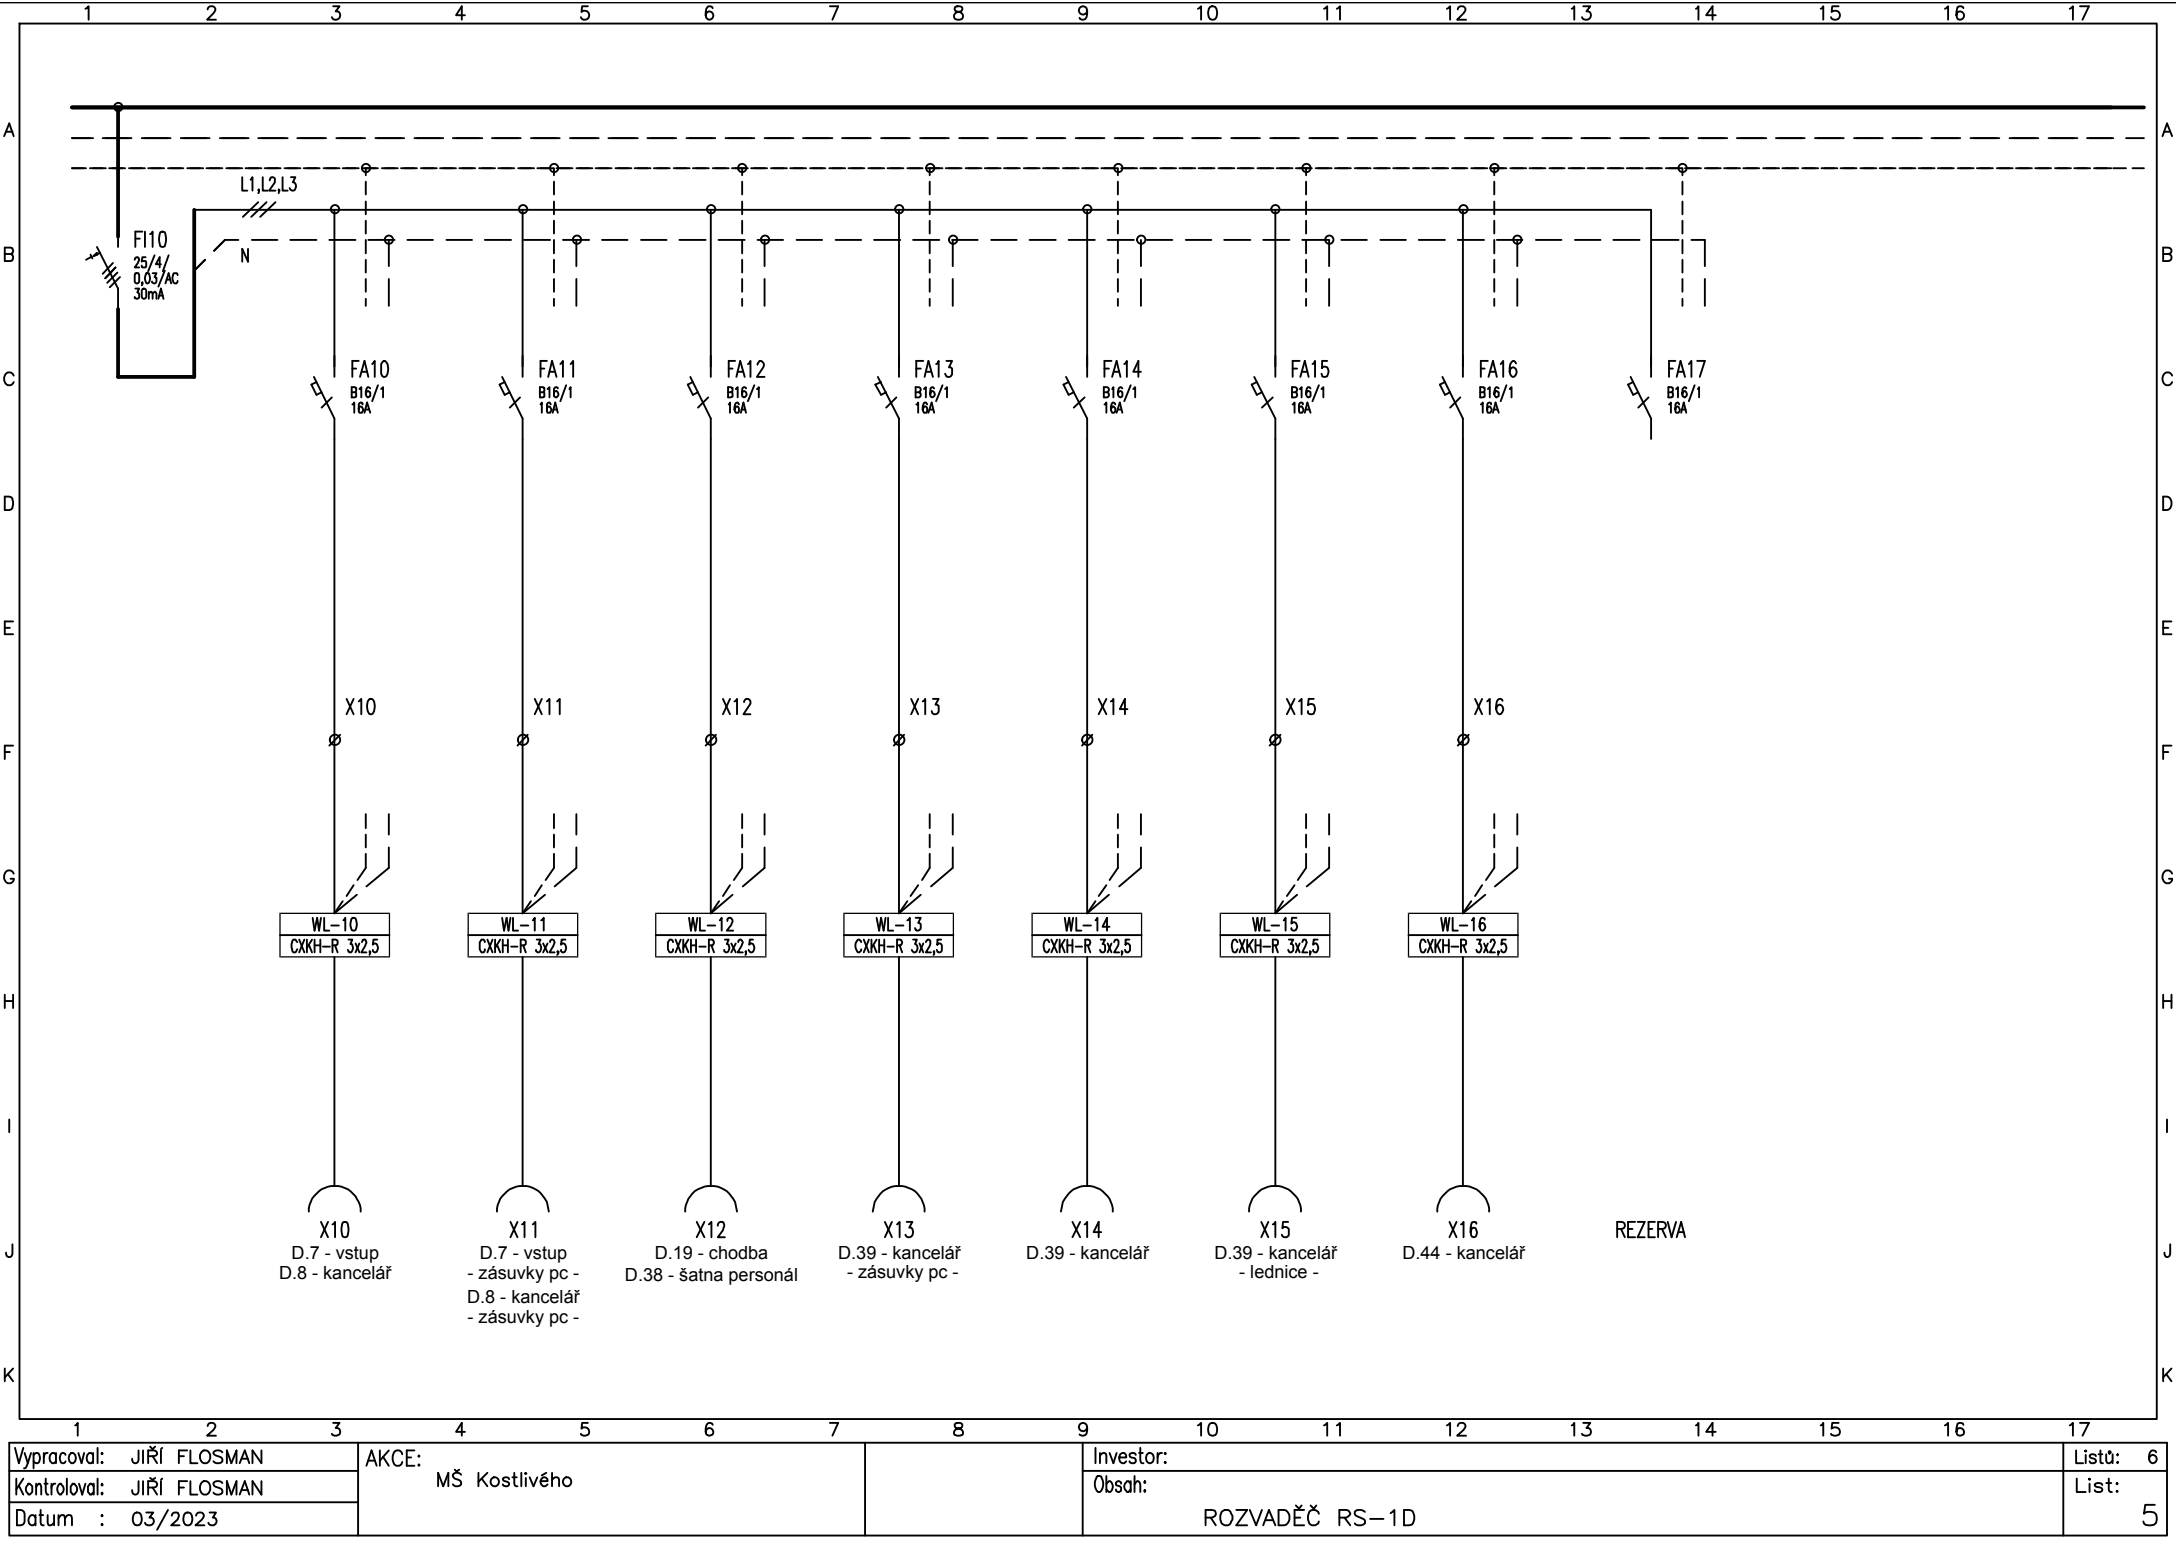 1 2 3 4 5 6 7 8 9 10 11 12 13 14 15 16 17
A A
L1,L2,L3
B FI10 N B
25/4/
0,03/AC
30mA
C FA10 FA11 FA12 FA13 FA14 FA15 FA16 FA17 C
B16/1 B16/1 B16/1 B16/1 B16/1 B16/1 B16/1 B16/1
16A 16A 16A 16A 16A 16A 16A 16A
D D
E E
X10 X11 X12 X13 X14 X15 X16
F F
G G
WL-10 WL-11 WL-12 WL-13 WL-14 WL-15 WL-16
CXKH-R 3x2,5 CXKH-R 3x2,5 CXKH-R 3x2,5 CXKH-R 3x2,5 CXKH-R 3x2,5 CXKH-R 3x2,5 CXKH-R 3x2,5
H H
I I
X10 X11 X12 X13 X14 X15 X16 REZERVA
J D.7 - vstup D.7 - vstup D.19 - chodba D.39 - kancelář D.39 - kancelář D.39 - kancelář D.44 - kancelář J
D.8 - kancelář - zásuvky pc - D.38 - šatna personál - zásuvky pc - - lednice -
D.8 - kancelář
- zásuvky pc -
K K
1 2 3 4 5 6 7 8 9 10 11 12 13 14 15 16 17
Vypracoval: JIŘÍ FLOSMAN AKCE: Investor: Listů: 6
Kontroloval: JIŘÍ FLOSMAN MŠ Kostlivého Obsah: List:
Datum : 03/2023 ROZVADĚČ RS-1D 5